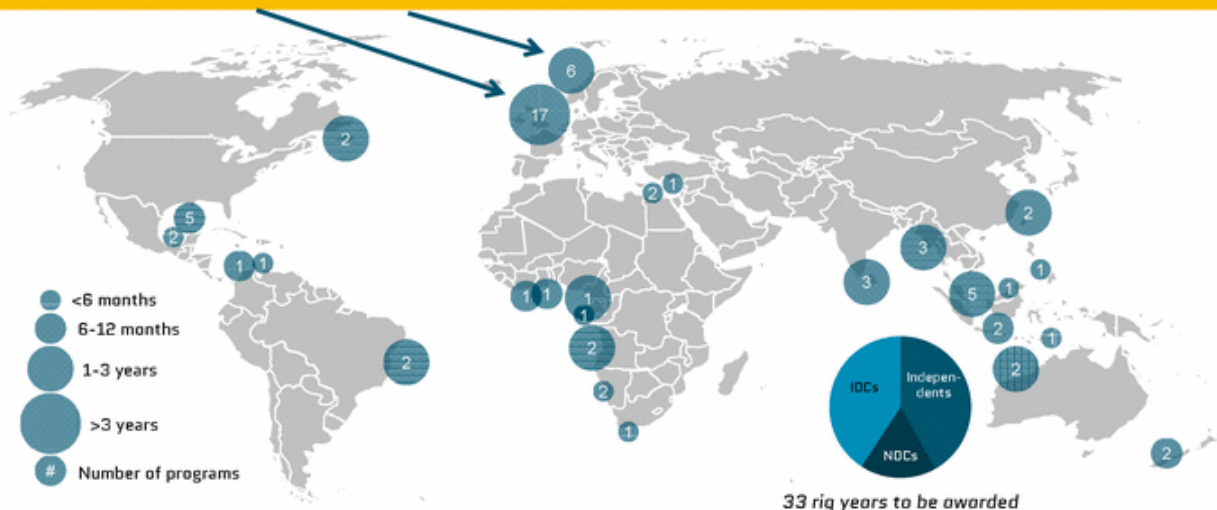 6
17
2
1
2
5
2
2
1
1
3
3
1
5
1
1
1
1
1
2
1
2
2
2
2
1
2
<6 months
6-12 months
1-3 years
>3 years
# Number of programs
IOCs
Indepen-
dents
NOCs
33 rig years to be awarded